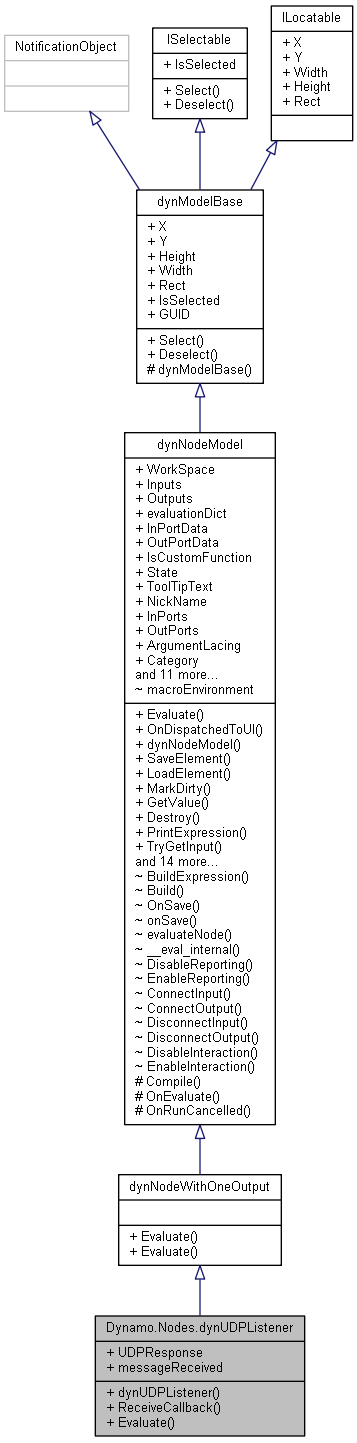 NotificationObject
ISelectable
+ IsSelected
+ Select()
+ Deselect()
ILocatable
+ X
+ Y
+ Width
+ Height
+ Rect
dynModelBase
+ X
+ Y
+ Height
+ Width
+ Rect
+ IsSelected
+ GUID
+ Select()
+ Deselect()
# dynModelBase()
dynNodeModel
+ WorkSpace
+ Inputs
+ Outputs
+ evaluationDict
+ InPortData
+ OutPortData
+ IsCustomFunction
+ State
+ ToolTipText
+ NickName
+ InPorts
+ OutPorts
+ ArgumentLacing
+ Category
and 11 more...
~ macroEnvironment
+ Evaluate()
+ OnDispatchedToUI()
+ dynNodeModel()
+ SaveElement()
+ LoadElement()
+ MarkDirty()
+ GetValue()
+ Destroy()
+ PrintExpression()
+ TryGetInput()
and 14 more...
~ BuildExpression()
~ Build()
~ OnSave()
~ onSave()
~ evaluateNode()
~ __eval_internal()
~ DisableReporting()
~ EnableReporting()
~ ConnectInput()
~ ConnectOutput()
~ DisconnectInput()
~ DisconnectOutput()
~ DisableInteraction()
~ EnableInteraction()
# Compile()
# OnEvaluate()
# OnRunCancelled()
dynNodeWithOneOutput
+ Evaluate()
+ Evaluate()
Dynamo.Nodes.dynUDPListener
+ UDPResponse
+ messageReceived
+ dynUDPListener()
+ ReceiveCallback()
+ Evaluate()